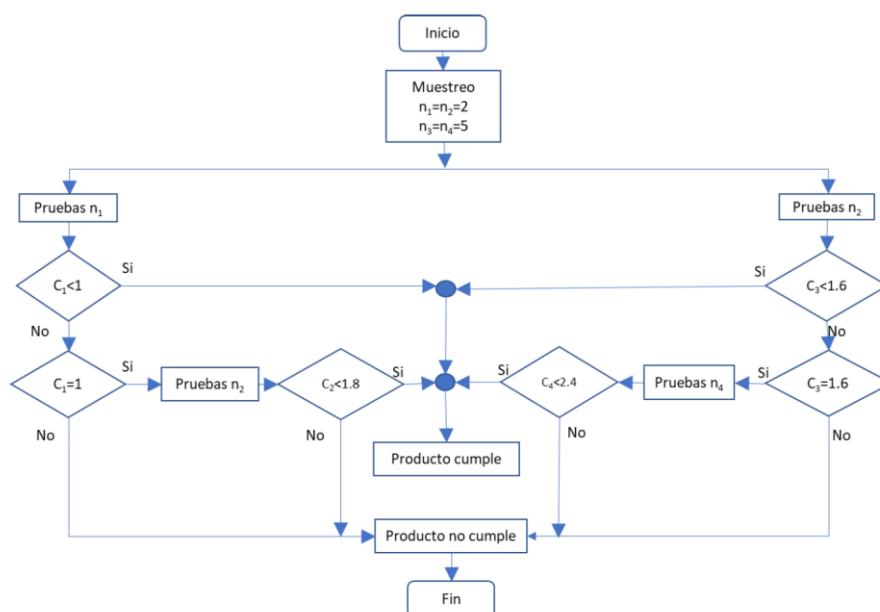 Inicio
Muestreo
n₁=n₂=2
n₃=n₄=5
Pruebas n₁
Pruebas n₂
C₁<1
Si
Si
C₃<1.6
No
No
C₁=1
Si
Pruebas n₂
C₂<1.8
Si
Si
C₄<2.4
Pruebas n₄
Si
C₃=1.6
No
No
No
No
Producto cumple
Producto no cumple
Fin